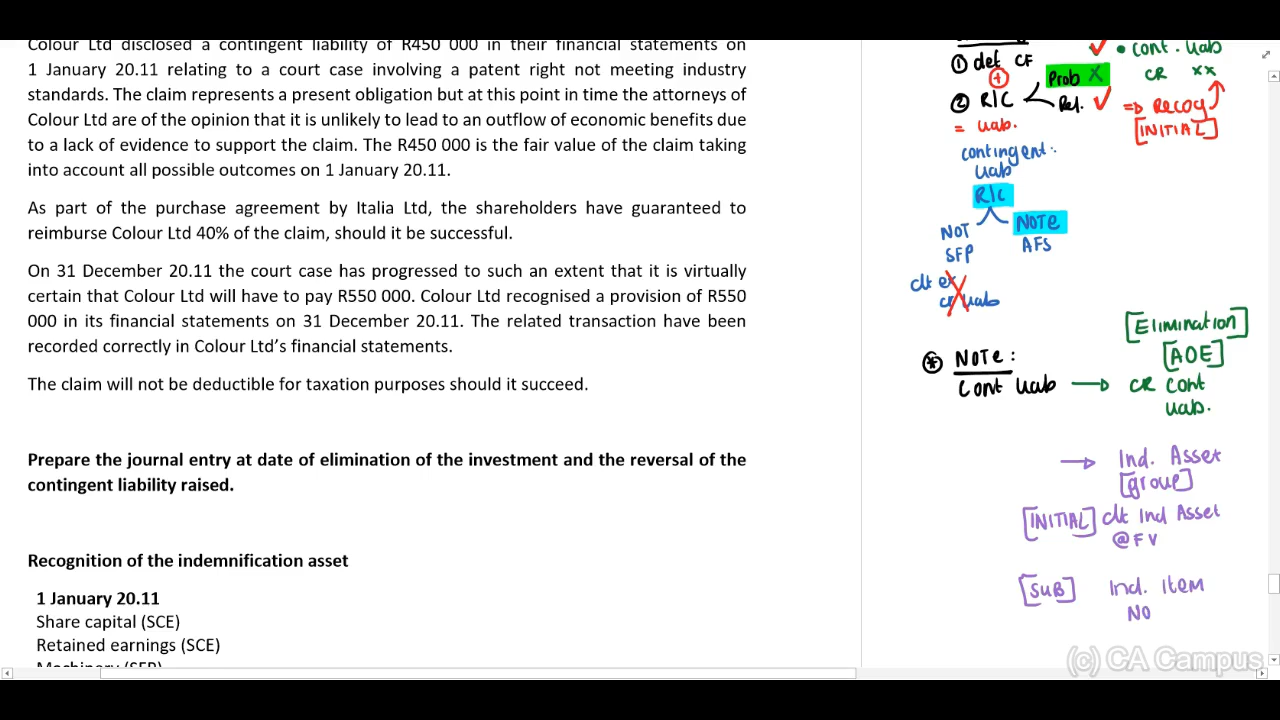 Colour Ltd disclosed a contingent liability of R450 000 in their financial statements on
1 January 20.11 relating to a court case involving a patent right not meeting industry
standards. The claim represents a resent obligation but at this point in time the attorneys of
Colour Ltd are of the opinion that it is unlikely to lead to an outflow of economic benefits due
to a lack of evidence to support the claim. The R450 000 is the fair value of the claim taking
into account all possible outcomes on 1 January 20.11.
As part of the purchase agreement by Italia Ltd, the shareholders have guaranteed to
reimburse Colour Ltd 40% of the claim, should it be successful.
On 31 December 20.11 the court case has progressed to such an extent that it is virtually
certain that Colour Ltd will have to pay R550 000. Colour Ltd recognised a provision of R550
000 in its financial statements on 31 December 20.11. The related transaction have been
recorded correctly in Colour Ltd's financial statements.
The claim will not be deductible for taxation purposes should it succeed.
Prepare the journal entry at date of elimination of the investment and the reversal of the
contingent liability raised.
Recognition of the indemnification asset
1 January 20.11
Share capital (SCE)
Retained earnings (SCE)
Machinery (SFP)
① def CF
+
② R/C
Prob X
Rel. ✓
= Liab.
✓ • Cont. Liab
CR xx
⇒ Recog
[INITIAL]
contingent:
Liab
R/C
NOT
SFP
NOTE
AFS
dt ex
cr Liab
[Elimination]
[AOE]
* NOTE:
Cont Liab → CR Cont
Liab.
→ Ind. Asset
[group]
[INITIAL] dt Ind Asset
@FV
[SUB] Ind. ITEM
NO
(c) CA Campus